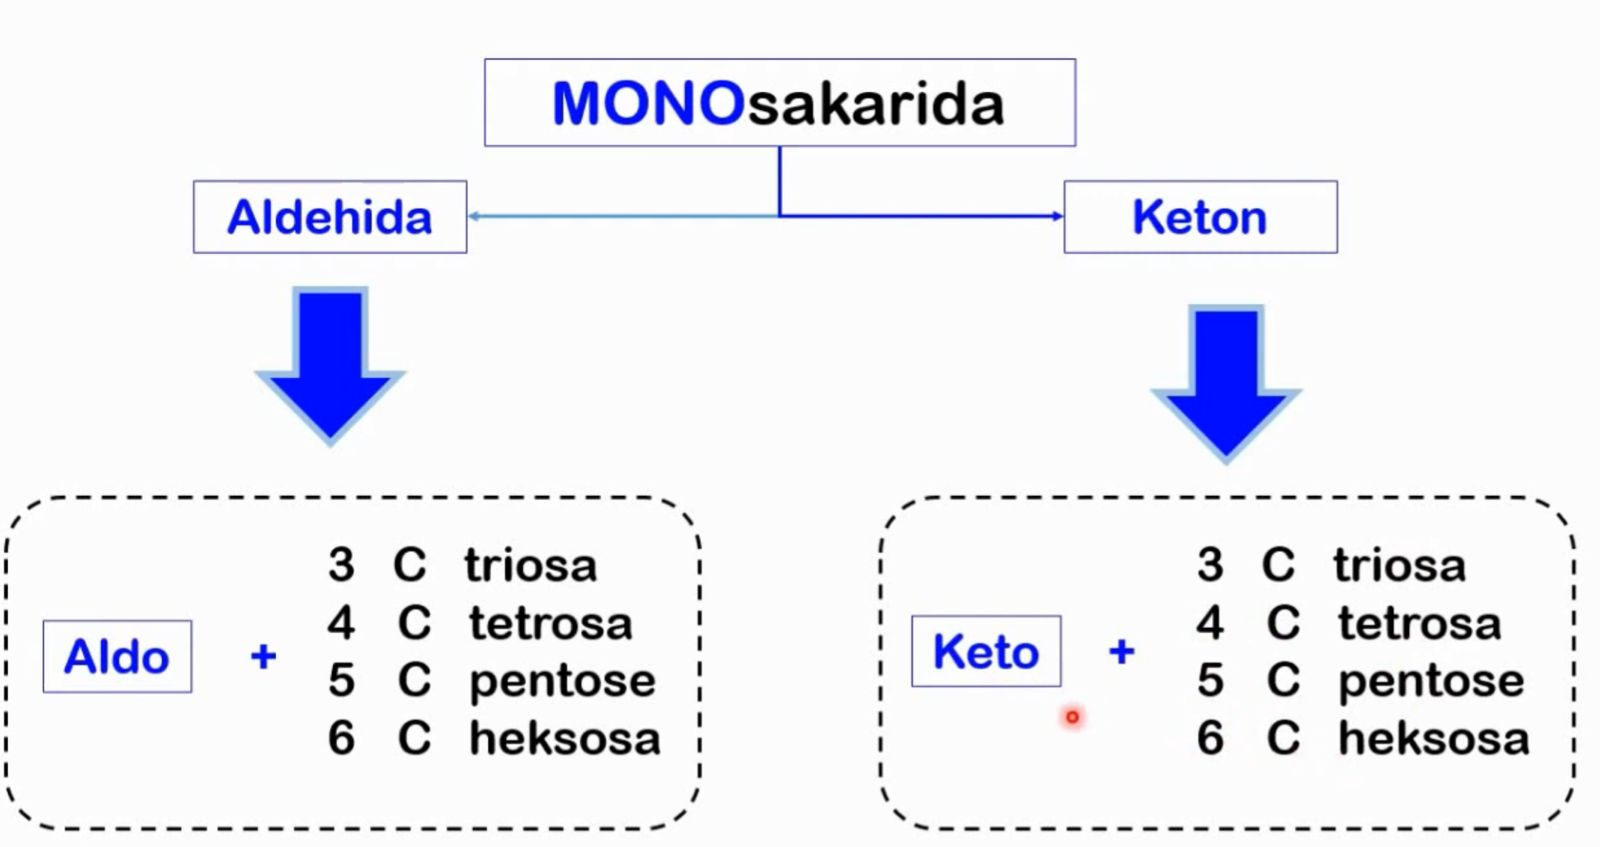 MONOsakarida
Aldehida
Keton
Aldo
+
3 C triosa
4 C tetrosa
5 C pentose
6 C heksosa
Keto
+
3 C triosa
4 C tetrosa
5 C pentose
6 C heksosa